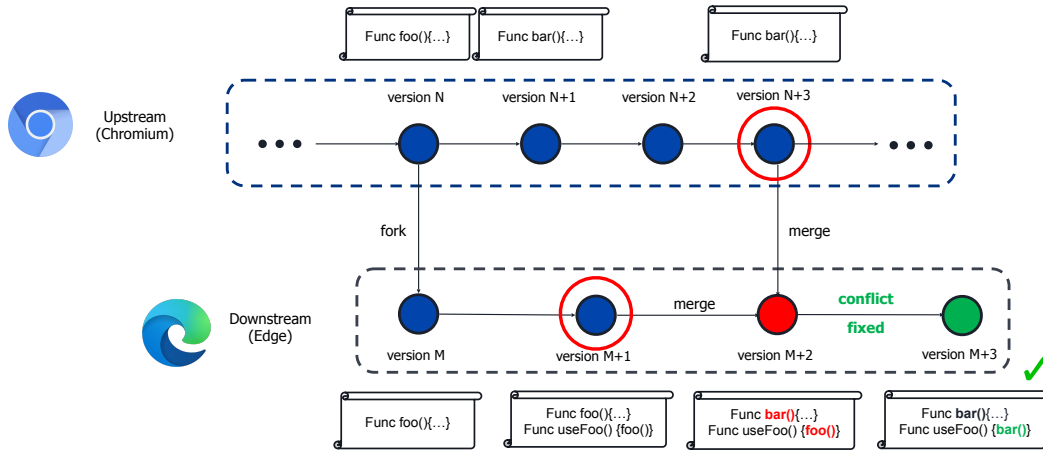 Func foo(){…}
Func bar(){…}
Func bar(){…}
version N
version N+1
version N+2
version N+3
Upstream
(Chromium)
fork
merge
Downstream
(Edge)
merge
conflict
fixed
version M
version M+1
version M+2
version M+3
Func foo(){…}
Func foo(){…}
Func useFoo() {foo()}
Func bar(){…}
Func useFoo() {foo()}
Func bar(){…}
Func useFoo() {bar()}